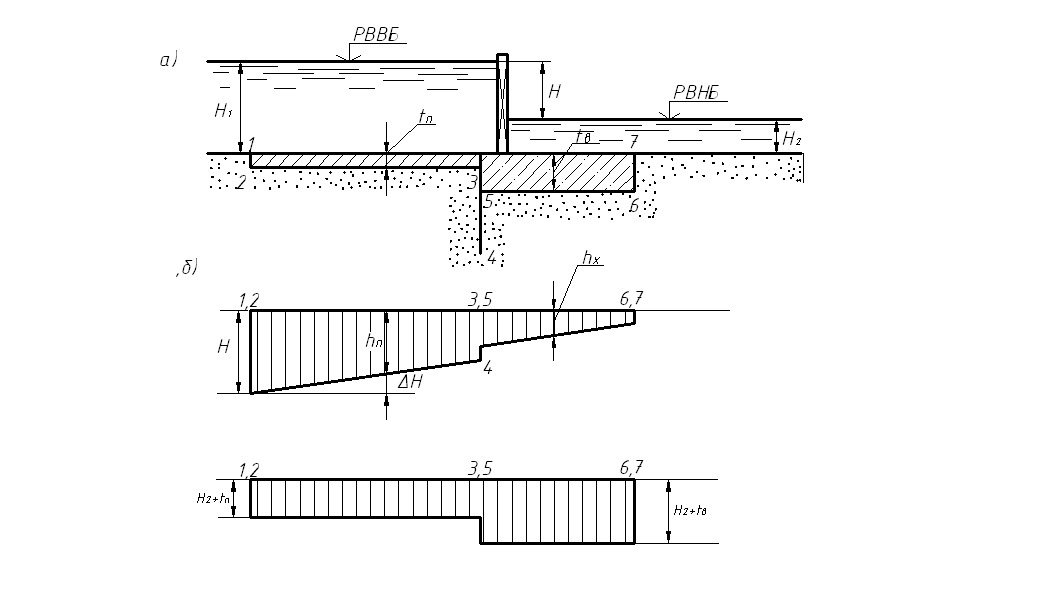 а)
РВВБ
H₁
tп
H
РВНБ
H₂
1
2
3
tв
7
5
6
4
,б)
hx
1,2
3,5
6,7
H
hп
ΔH
4
1,2
3,5
6,7
H₂+tп
H₂+tв